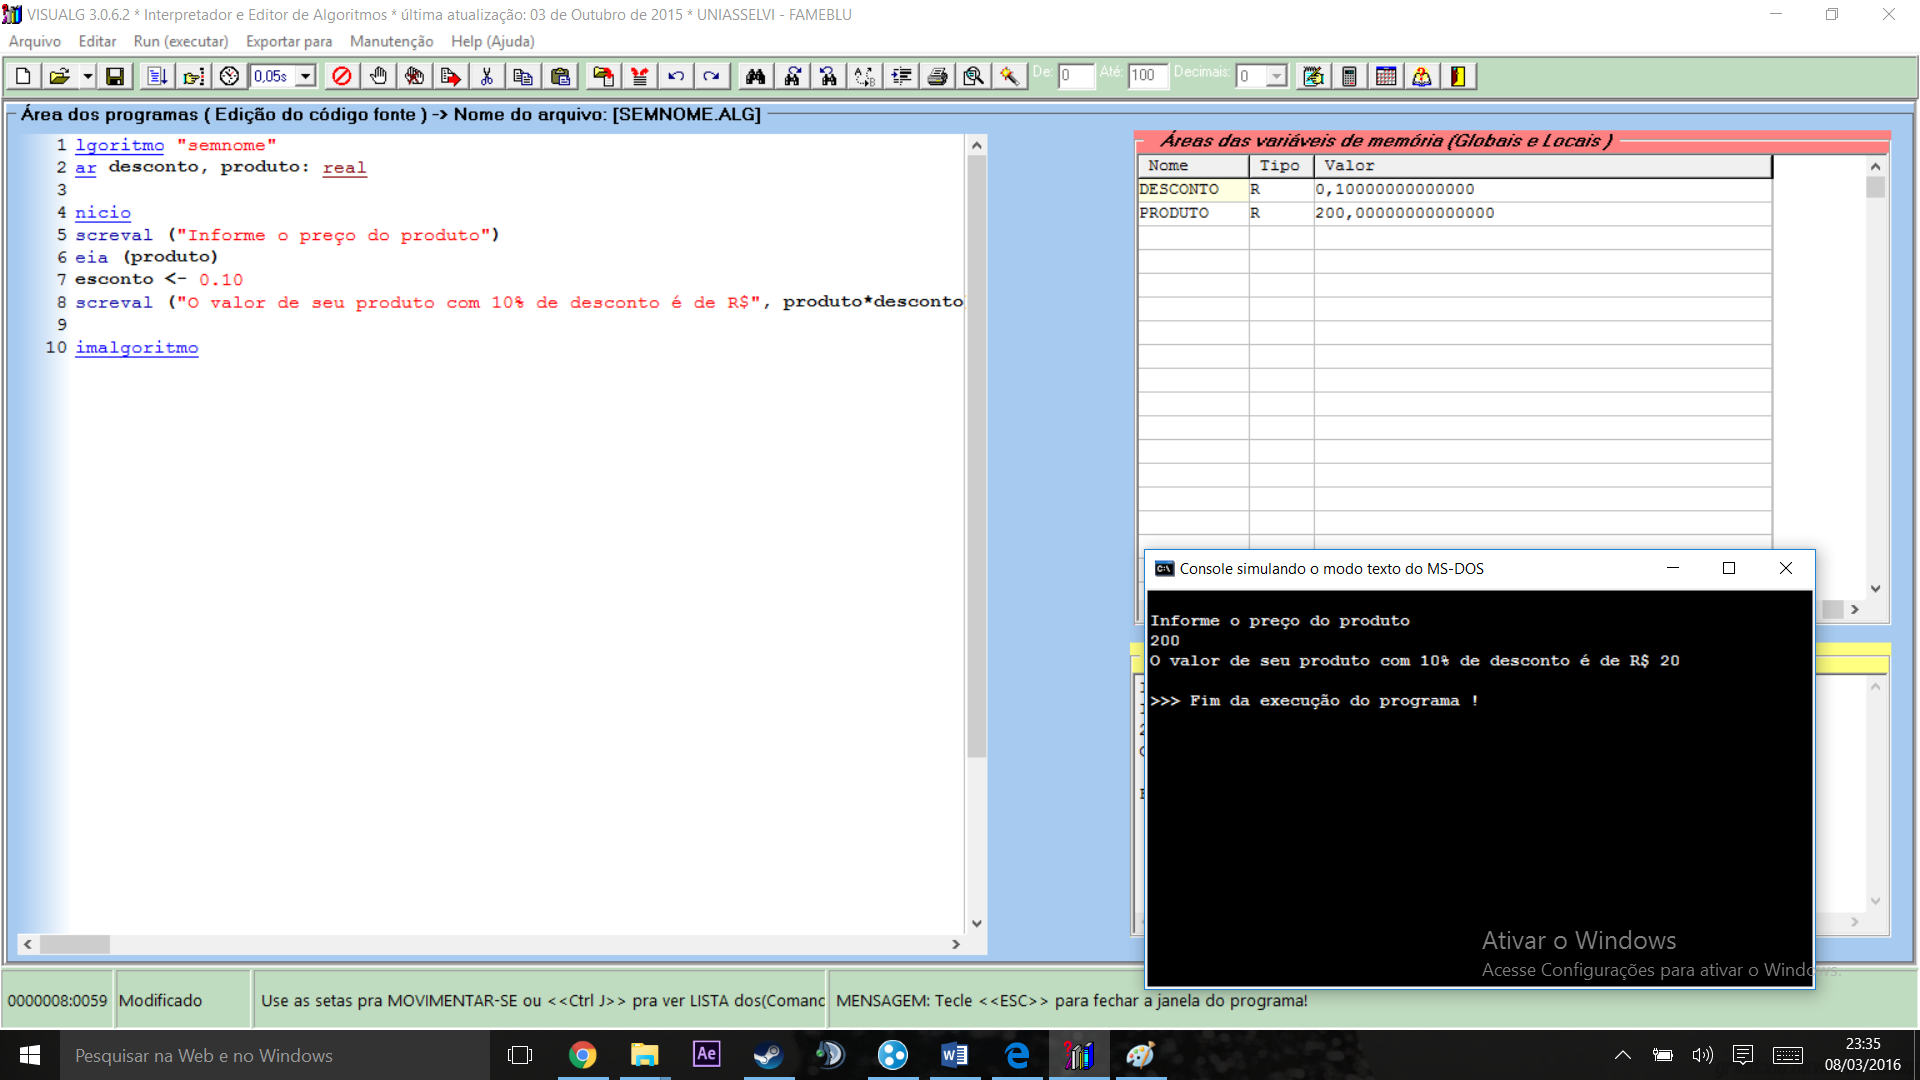 VISUALG 3.0.6.2 * Interpretador e Editor de Algoritmos * última atualização: 03 de Outubro de 2015 * UNIASSELVI - FAMEBLU
Arquivo Editar Run (executar) Exportar para Manutenção Help (Ajuda)
0,05s De: 0 Até: 100 Decimais: 0
Área dos programas ( Edição do código fonte ) -> Nome do arquivo: [SEMNOME.ALG]
1 lgoritmo "semnome"
2 ar desconto, produto: real
3
4 nicio
5 screval ("Informe o preço do produto")
6 eia (produto)
7 esconto <- 0.10
8 screval ("O valor de seu produto com 10% de desconto é de R$", produto*desconto
9
10 imalgoritmo
Áreas das variáveis de memória (Globais e Locais )
Nome Tipo Valor
DESCONTO R 0,10000000000000
PRODUTO R 200,00000000000000
Console simulando o modo texto do MS-DOS
Informe o preço do produto
200
O valor de seu produto com 10% de desconto é de R$ 20
>>> Fim da execução do programa !
Ativar o Windows
Acesse Configurações para ativar o Windows.
0000008:0059 Modificado Use as setas pra MOVIMENTAR-SE ou <<Ctrl J>> pra ver LISTA dos(Comanc MENSAGEM: Tecle <<ESC>> para fechar a janela do programa!
Pesquisar na Web e no Windows
Ae
23:35
08/03/2016